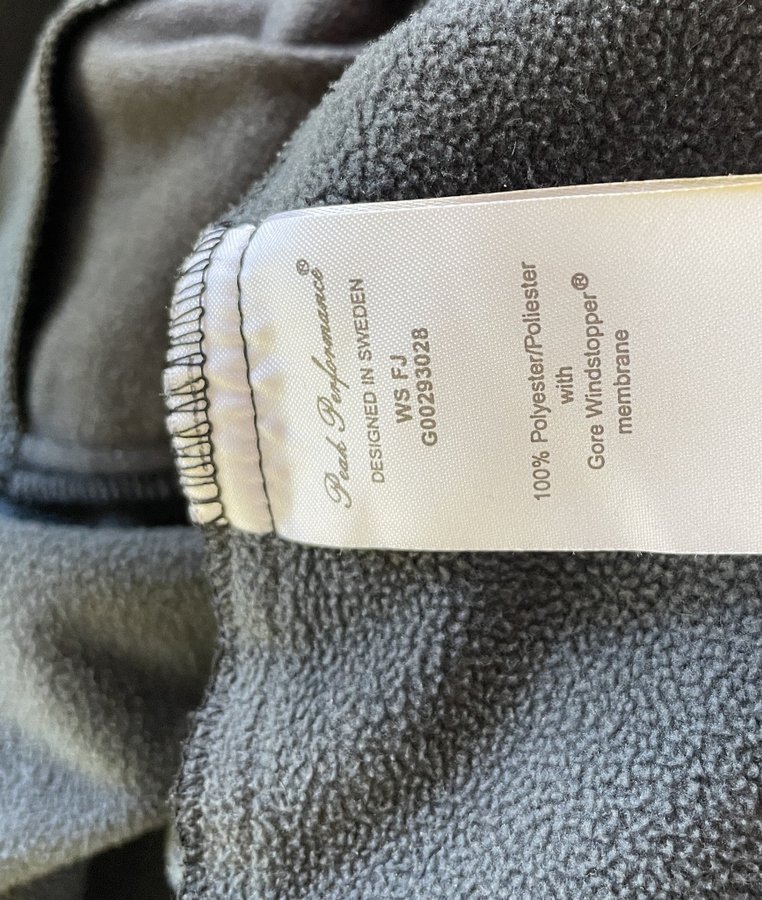 Peak Performance®
DESIGNED IN SWEDEN
WS FJ
G00293028
100% Polyester/Poliester
with
Gore Windstopper®
membrane